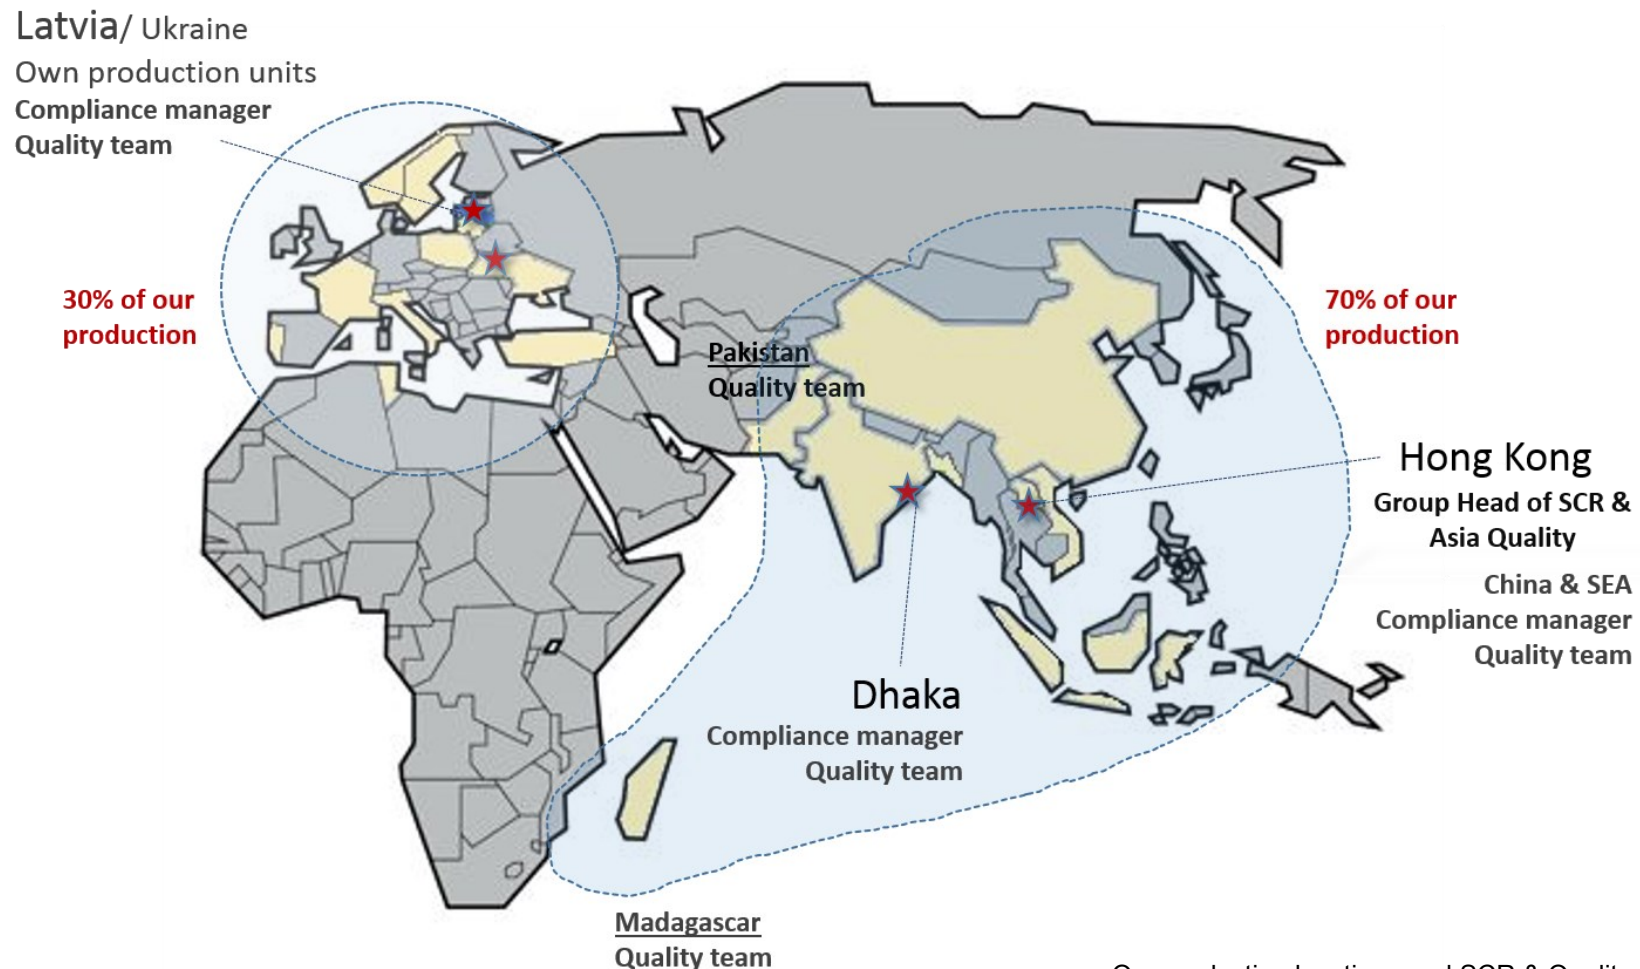 Latvia/ Ukraine
Own production units
Compliance manager
Quality team
30% of our
production
Pakistan
Quality team
70% of our
production
Hong Kong
Group Head of SCR &
Asia Quality
China & SEA
Compliance manager
Quality team
Dhaka
Compliance manager
Quality team
Madagascar
Quality team